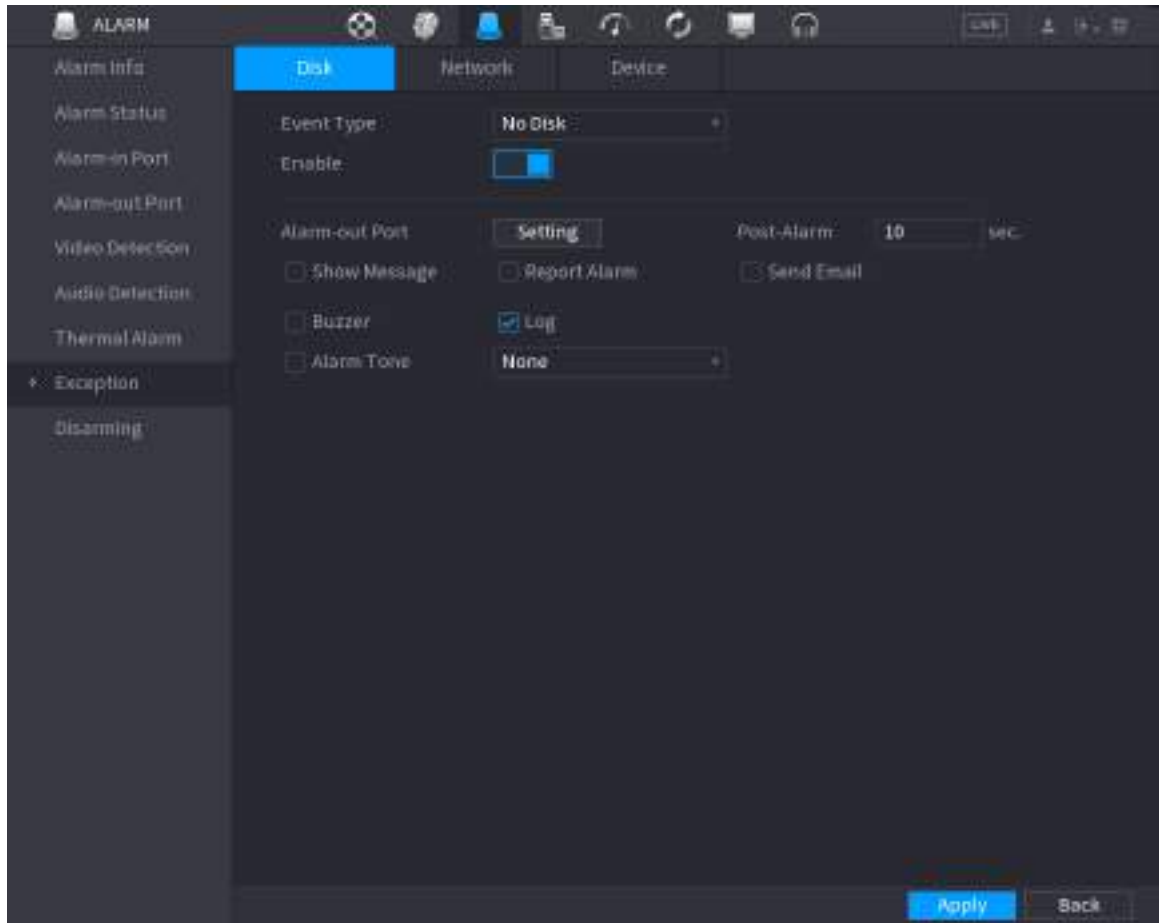 ALARM
LIVE
Alarm Info
Disk
Network
Device
Alarm Status
Event Type
No Disk
Alarm-in Port
Enable
Alarm-out Port
Alarm-out Port
Setting
Post-Alarm
10
sec.
Video Detection
Show Message
Report Alarm
Send Email
Audio Detection
Buzzer
Log
Thermal Alarm
Alarm Tone
None
Exception
Disarming
Apply
Back